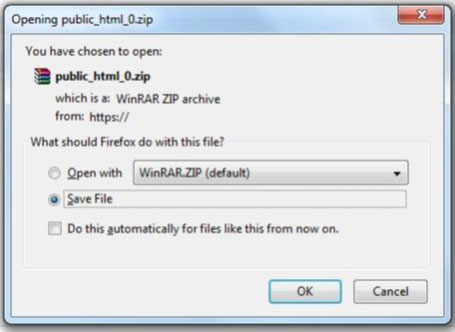 Opening public_html_0.zip
You have chosen to open:
public_html_0.zip
which is a: WinRAR ZIP archive
from: https://
What should Firefox do with this file?
Open with WinRAR.ZIP (default)
Save File
Do this automatically for files like this from now on.
OK Cancel